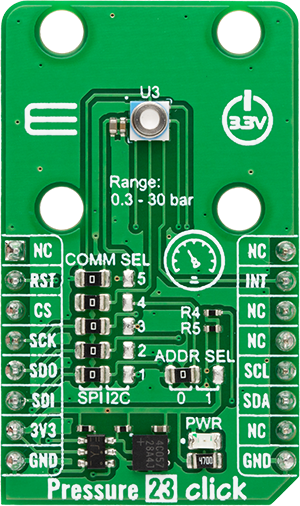 U3
3.3V
Range:
0.3 - 30 bar
NC
NC
COMM SEL
RST
5
INT
CS
4
R4
NC
SCK
3
R5
NC
SDO
2
ADDR SEL
SCL
SDI
1
SDA
SPI I2C
0 1
3V3
PWR
NC
GND
GND
Pressure 23 click